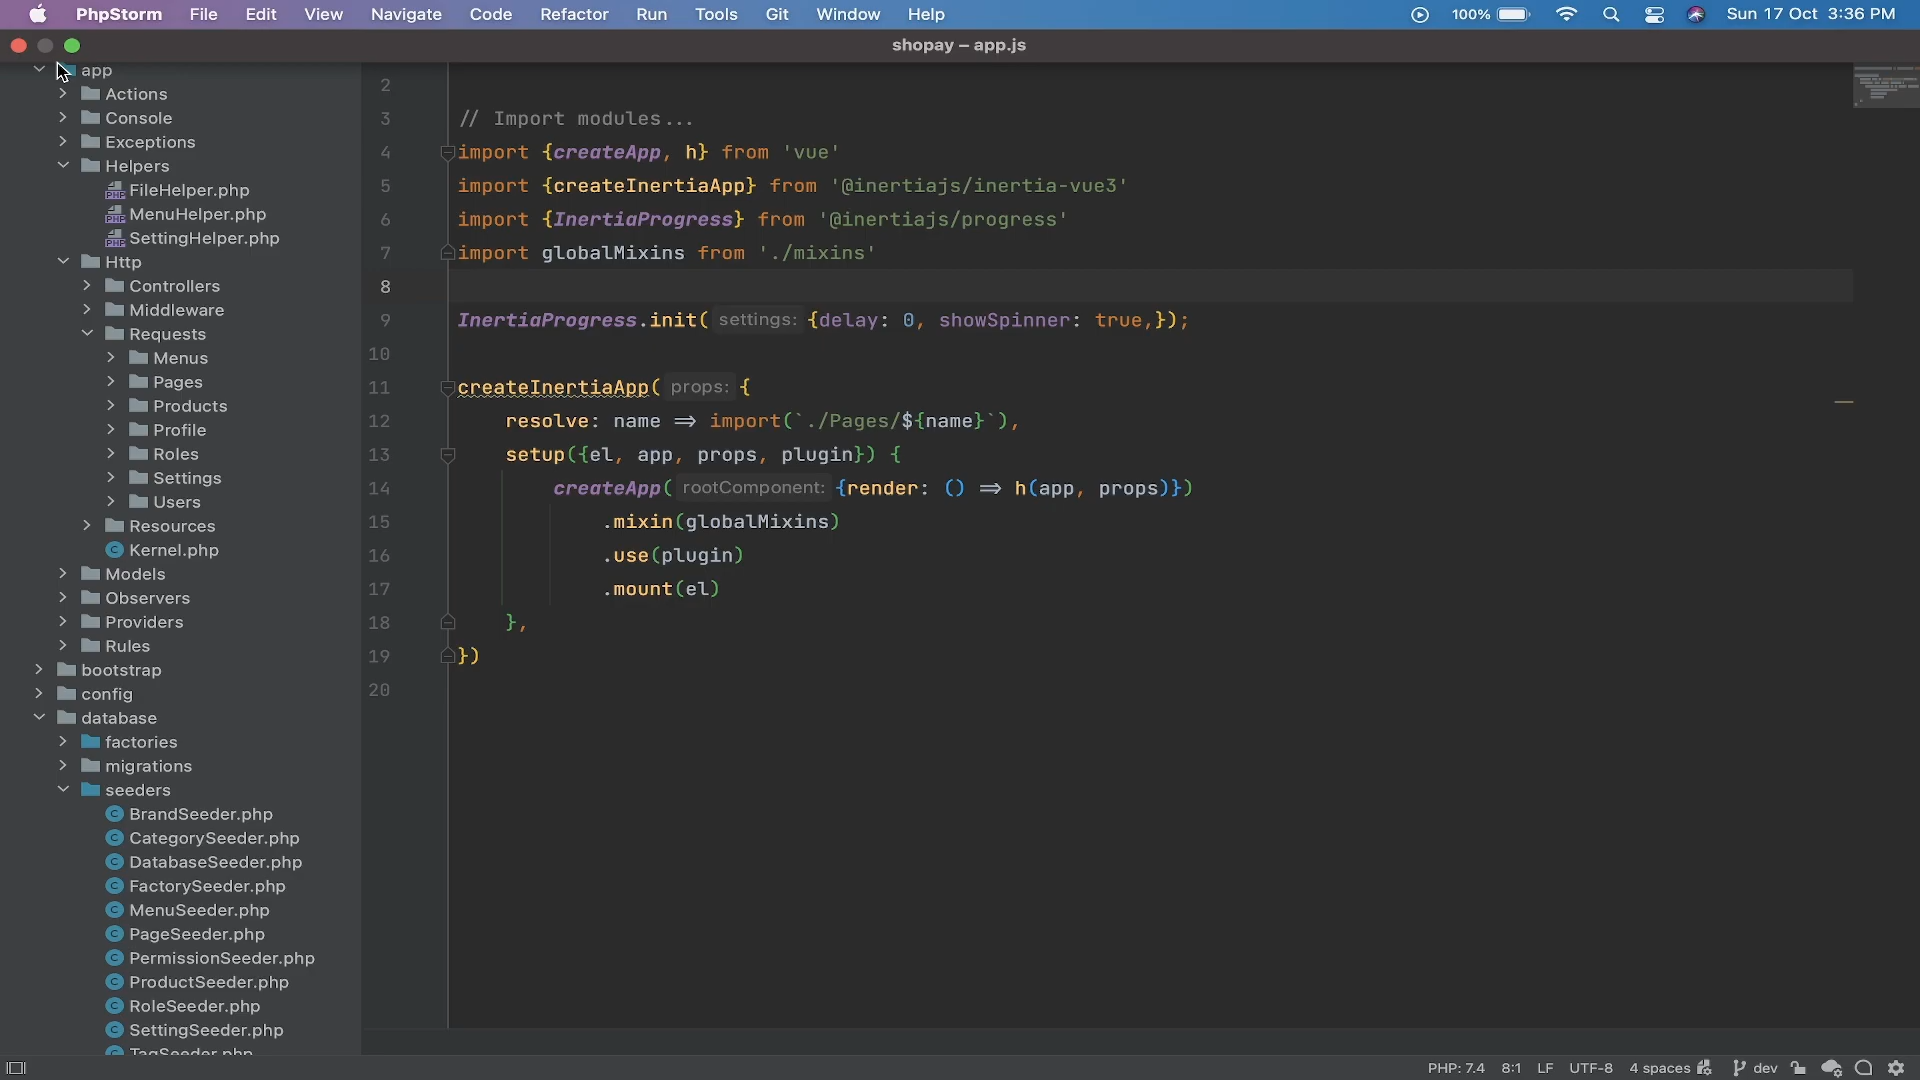 PhpStorm File Edit View Navigate Code Refactor Run Tools Git Window Help 100% Sun 17 Oct 3:36 PM
shopay – app.js
app
Actions
Console
Exceptions
Helpers
FileHelper.php
MenuHelper.php
SettingHelper.php
Http
Controllers
Middleware
Requests
Menus
Pages
Products
Profile
Roles
Settings
Users
Resources
Kernel.php
Models
Observers
Providers
Rules
bootstrap
config
database
factories
migrations
seeders
BrandSeeder.php
CategorySeeder.php
DatabaseSeeder.php
FactorySeeder.php
MenuSeeder.php
PageSeeder.php
PermissionSeeder.php
ProductSeeder.php
RoleSeeder.php
SettingSeeder.php
TagSeeder.php
2
3 // Import modules...
4 import {createApp, h} from 'vue'
5 import {createInertiaApp} from '@inertiajs/inertia-vue3'
6 import {InertiaProgress} from '@inertiajs/progress'
7 import globalMixins from './mixins'
8
9 InertiaProgress.init( settings: {delay: 0, showSpinner: true,});
10
11 createInertiaApp( props: {
12 resolve: name => import(`./Pages/${name}`),
13 setup({el, app, props, plugin}) {
14 createApp( rootComponent: {render: () => h(app, props)})
15 .mixin(globalMixins)
16 .use(plugin)
17 .mount(el)
18 },
19 })
20
PHP: 7.4 8:1 LF UTF-8 4 spaces dev